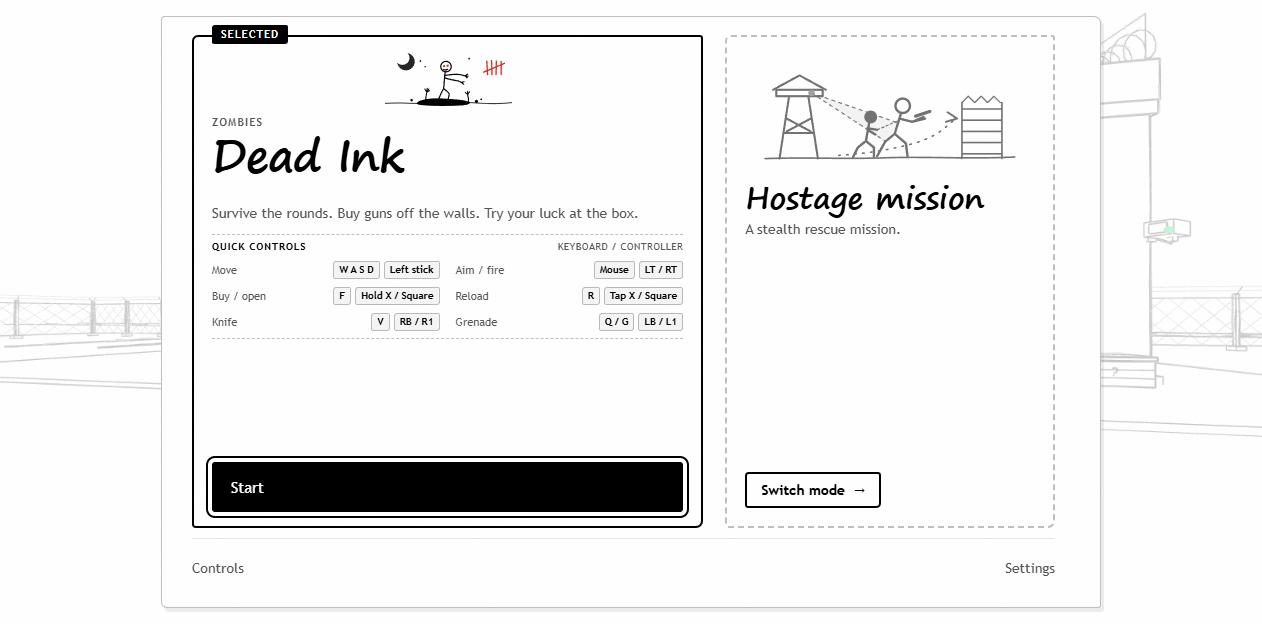 SELECTED
ZOMBIES
Dead Ink
Survive the rounds. Buy guns off the walls. Try your luck at the box.
QUICK CONTROLS KEYBOARD / CONTROLLER
Move W A S D Left stick Aim / fire Mouse LT / RT
Buy / open F Hold X / Square Reload R Tap X / Square
Knife V RB / R1 Grenade Q / G LB / L1
Start
Hostage mission
A stealth rescue mission.
Switch mode →
?
Controls
Settings